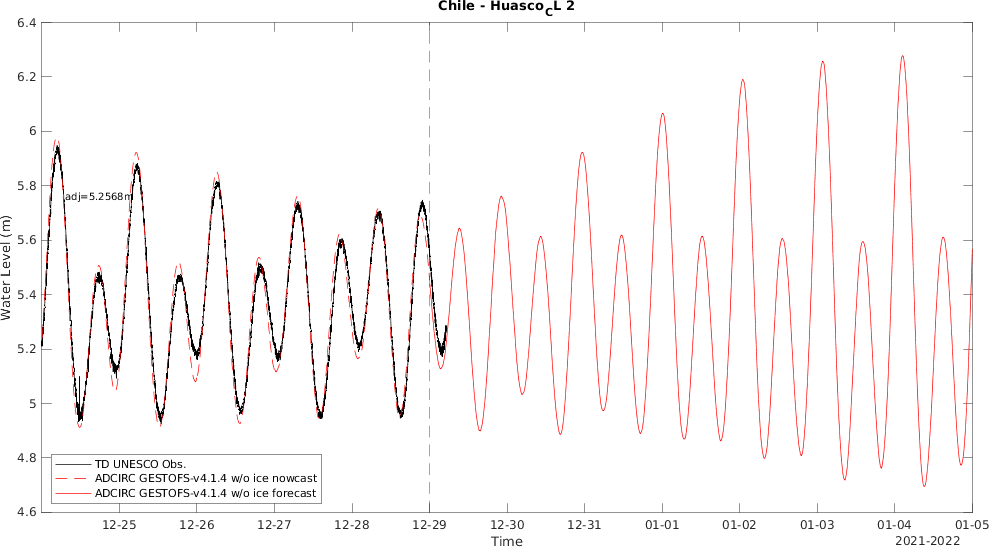 Chile - Huasco_CL 2
6.4
6.2
6
5.8
5.6
5.4
5.2
5
4.8
4.6
Water Level (m)
adj=5.2568m
TD UNESCO Obs.
ADCIRC GESTOFS-v4.1.4 w/o ice nowcast
ADCIRC GESTOFS-v4.1.4 w/o ice forecast
12-25 12-26 12-27 12-28 12-29 12-30 12-31 01-01 01-02 01-03 01-04 01-05
Time
2021-2022